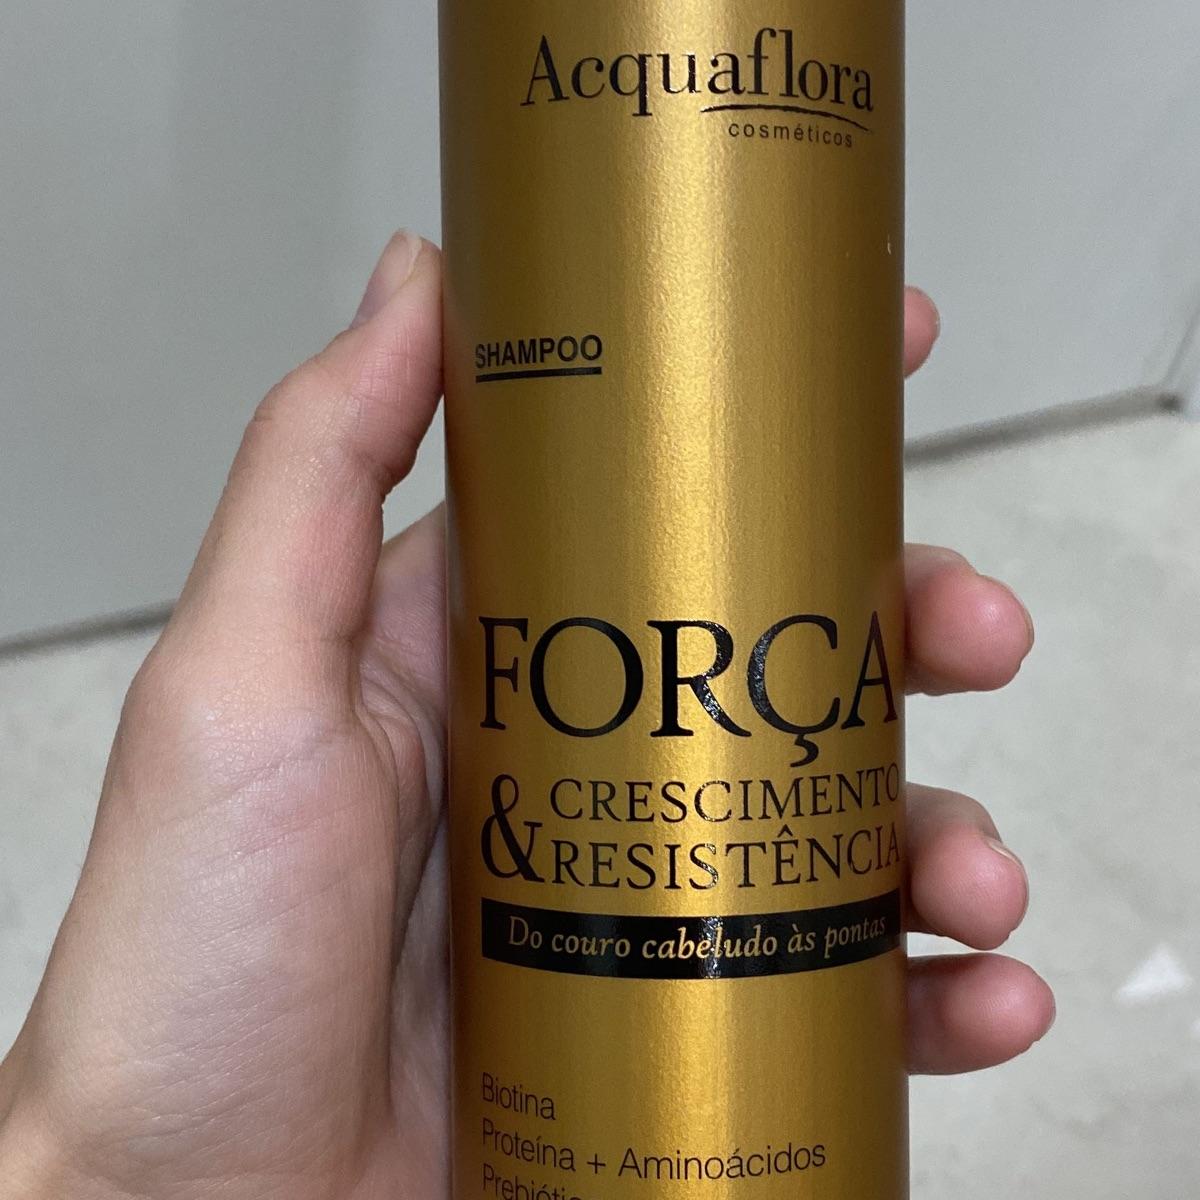 Acquaflora
cosméticos
SHAMPOO
FORÇA
& CRESCIMENTO
RESISTÊNCIA
Do couro cabeludo às pontas
Biotina
Proteína + Aminoácidos